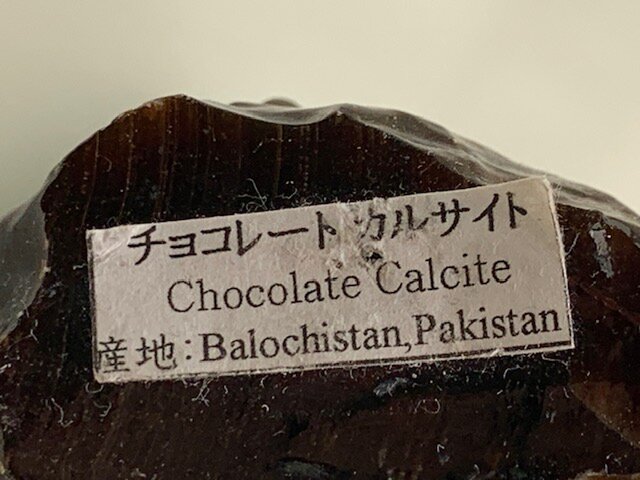 チョコレートカルサイト
Chocolate Calcite
産地:Balochistan,Pakistan